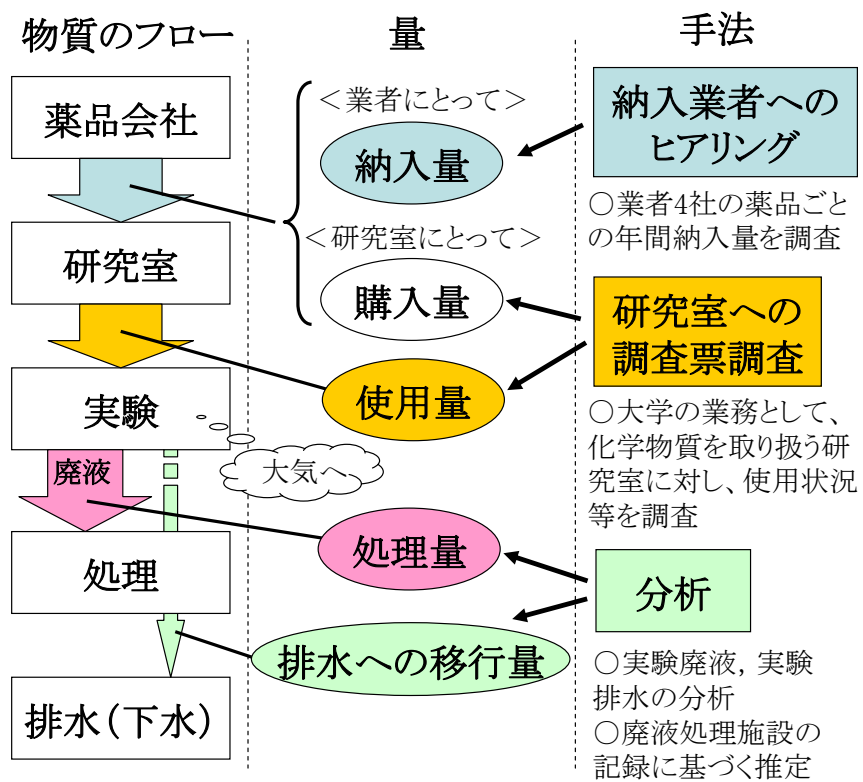 物質のフロー
薬品会社
研究室
実験
大気へ
廃液
処理
排水(下水)
量
<業者にとって>
納入量
<研究室にとって>
購入量
使用量
処理量
排水への移行量
手法
納入業者への
ヒアリング
○業者4社の薬品ごと
の年間納入量を調査
研究室への
調査票調査
○大学の業務として、
化学物質を取り扱う研
究室に対し、使用状況
等を調査
分析
○実験廃液, 実験
排水の分析
○廃液処理施設の
記録に基づく推定